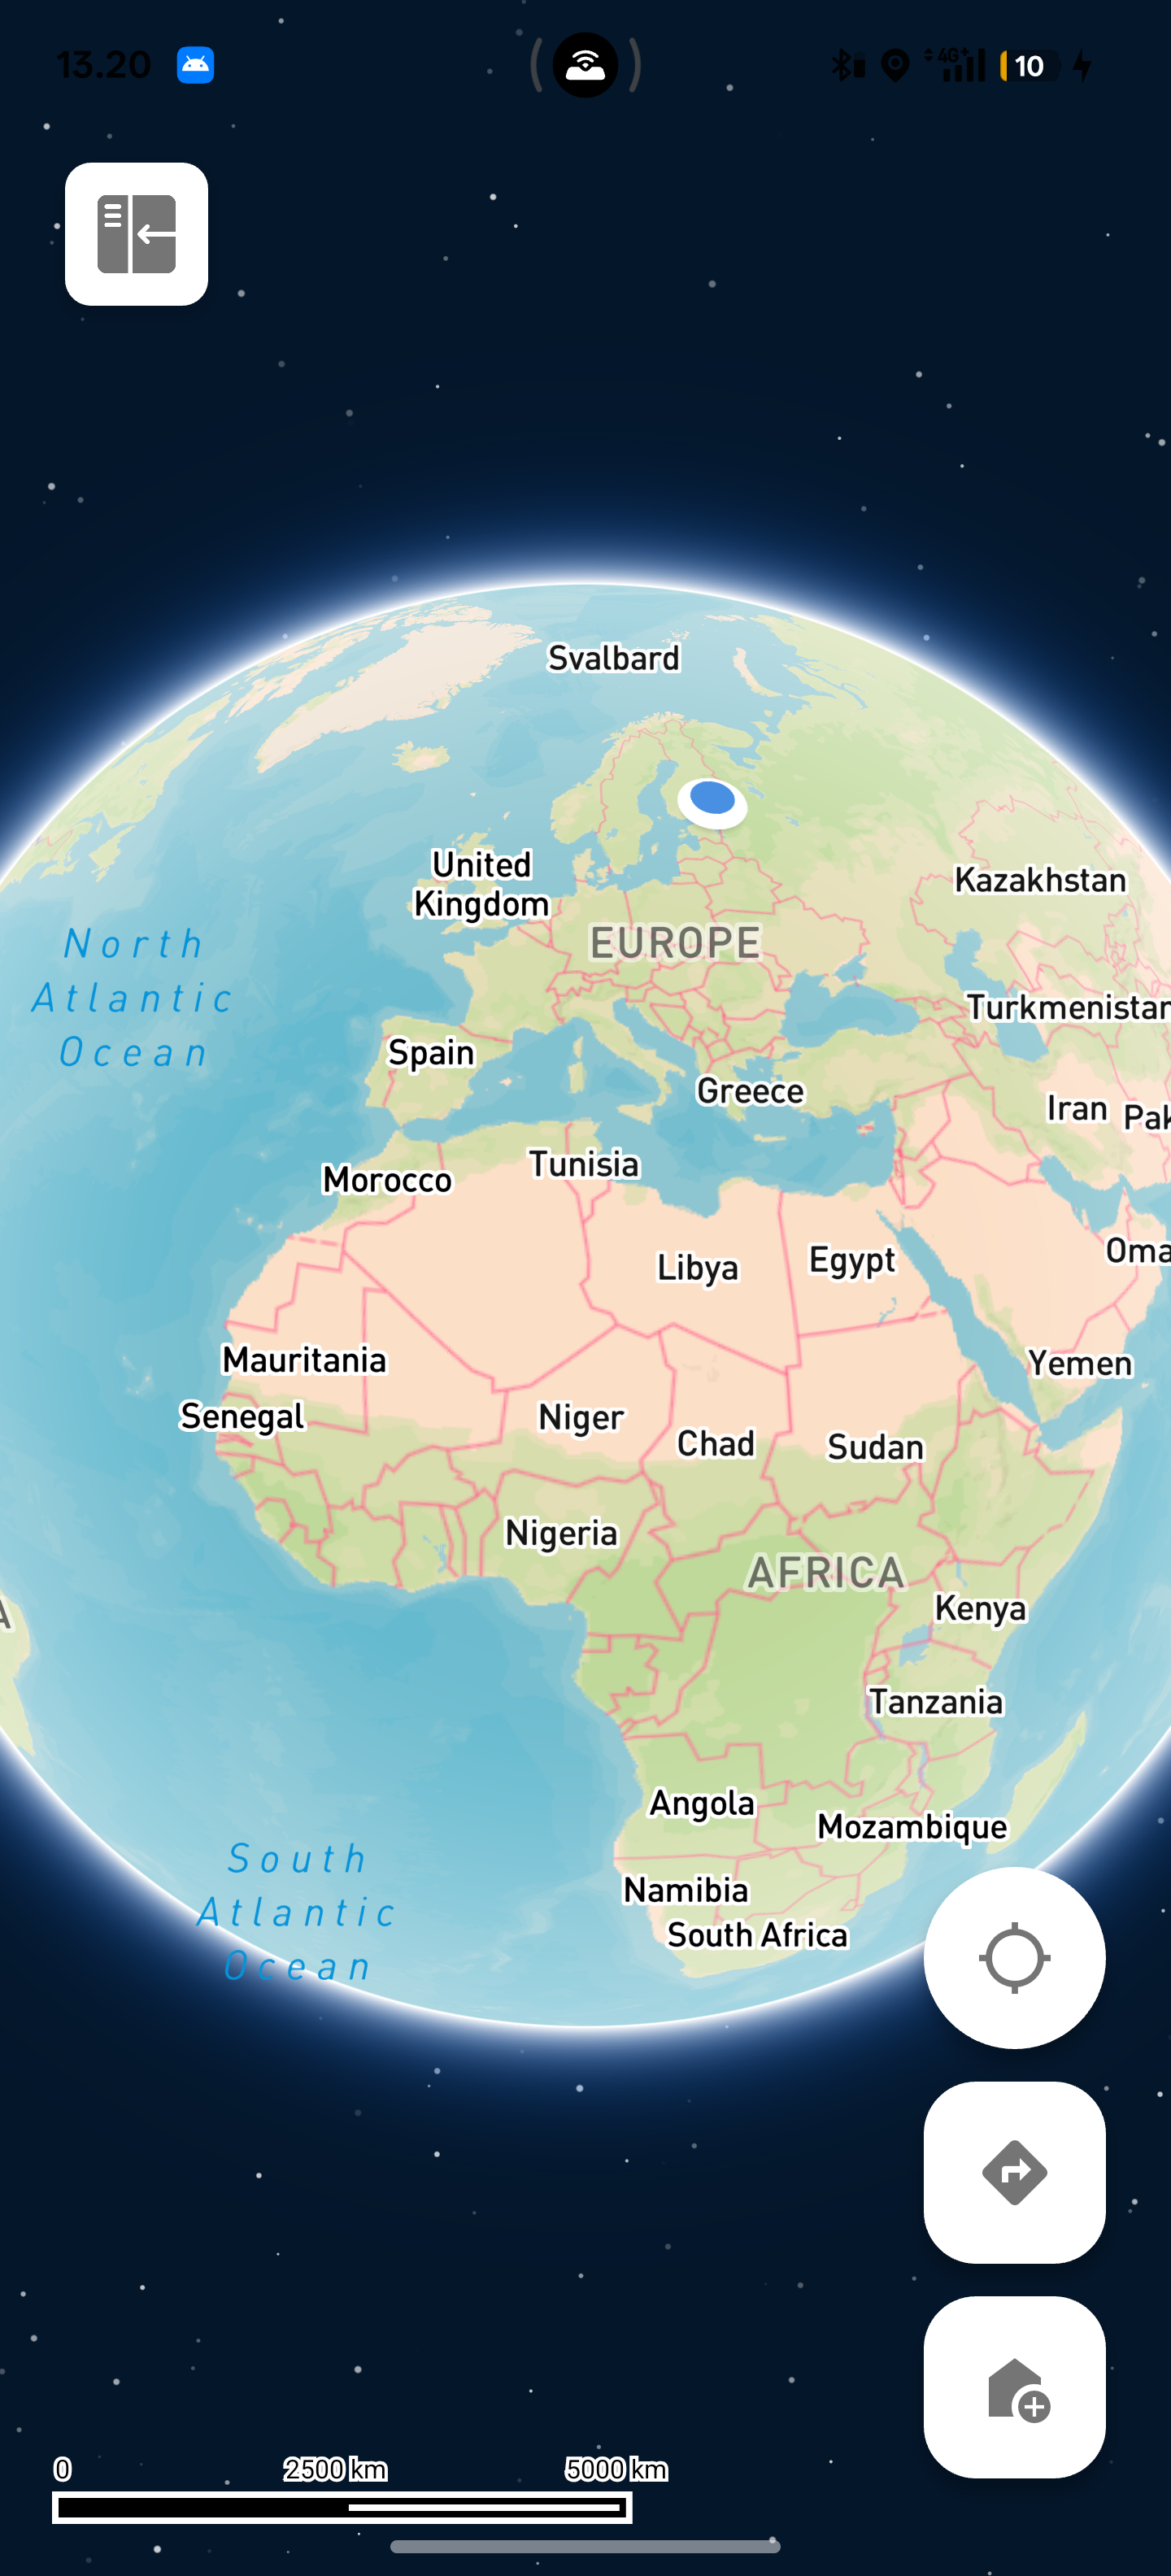 13.20
4G+
10
Svalbard
United
Kingdom
Kazakhstan
EUROPE
North
Atlantic
Ocean
Turkmenistan
Spain
Greece
Iran
Pak
Morocco
Tunisia
Libya
Egypt
Oma
Mauritania
Yemen
Senegal
Niger
Chad
Sudan
Nigeria
AFRICA
Kenya
A
Tanzania
Angola
Mozambique
South
Atlantic
Ocean
Namibia
South Africa
0 2500 km 5000 km